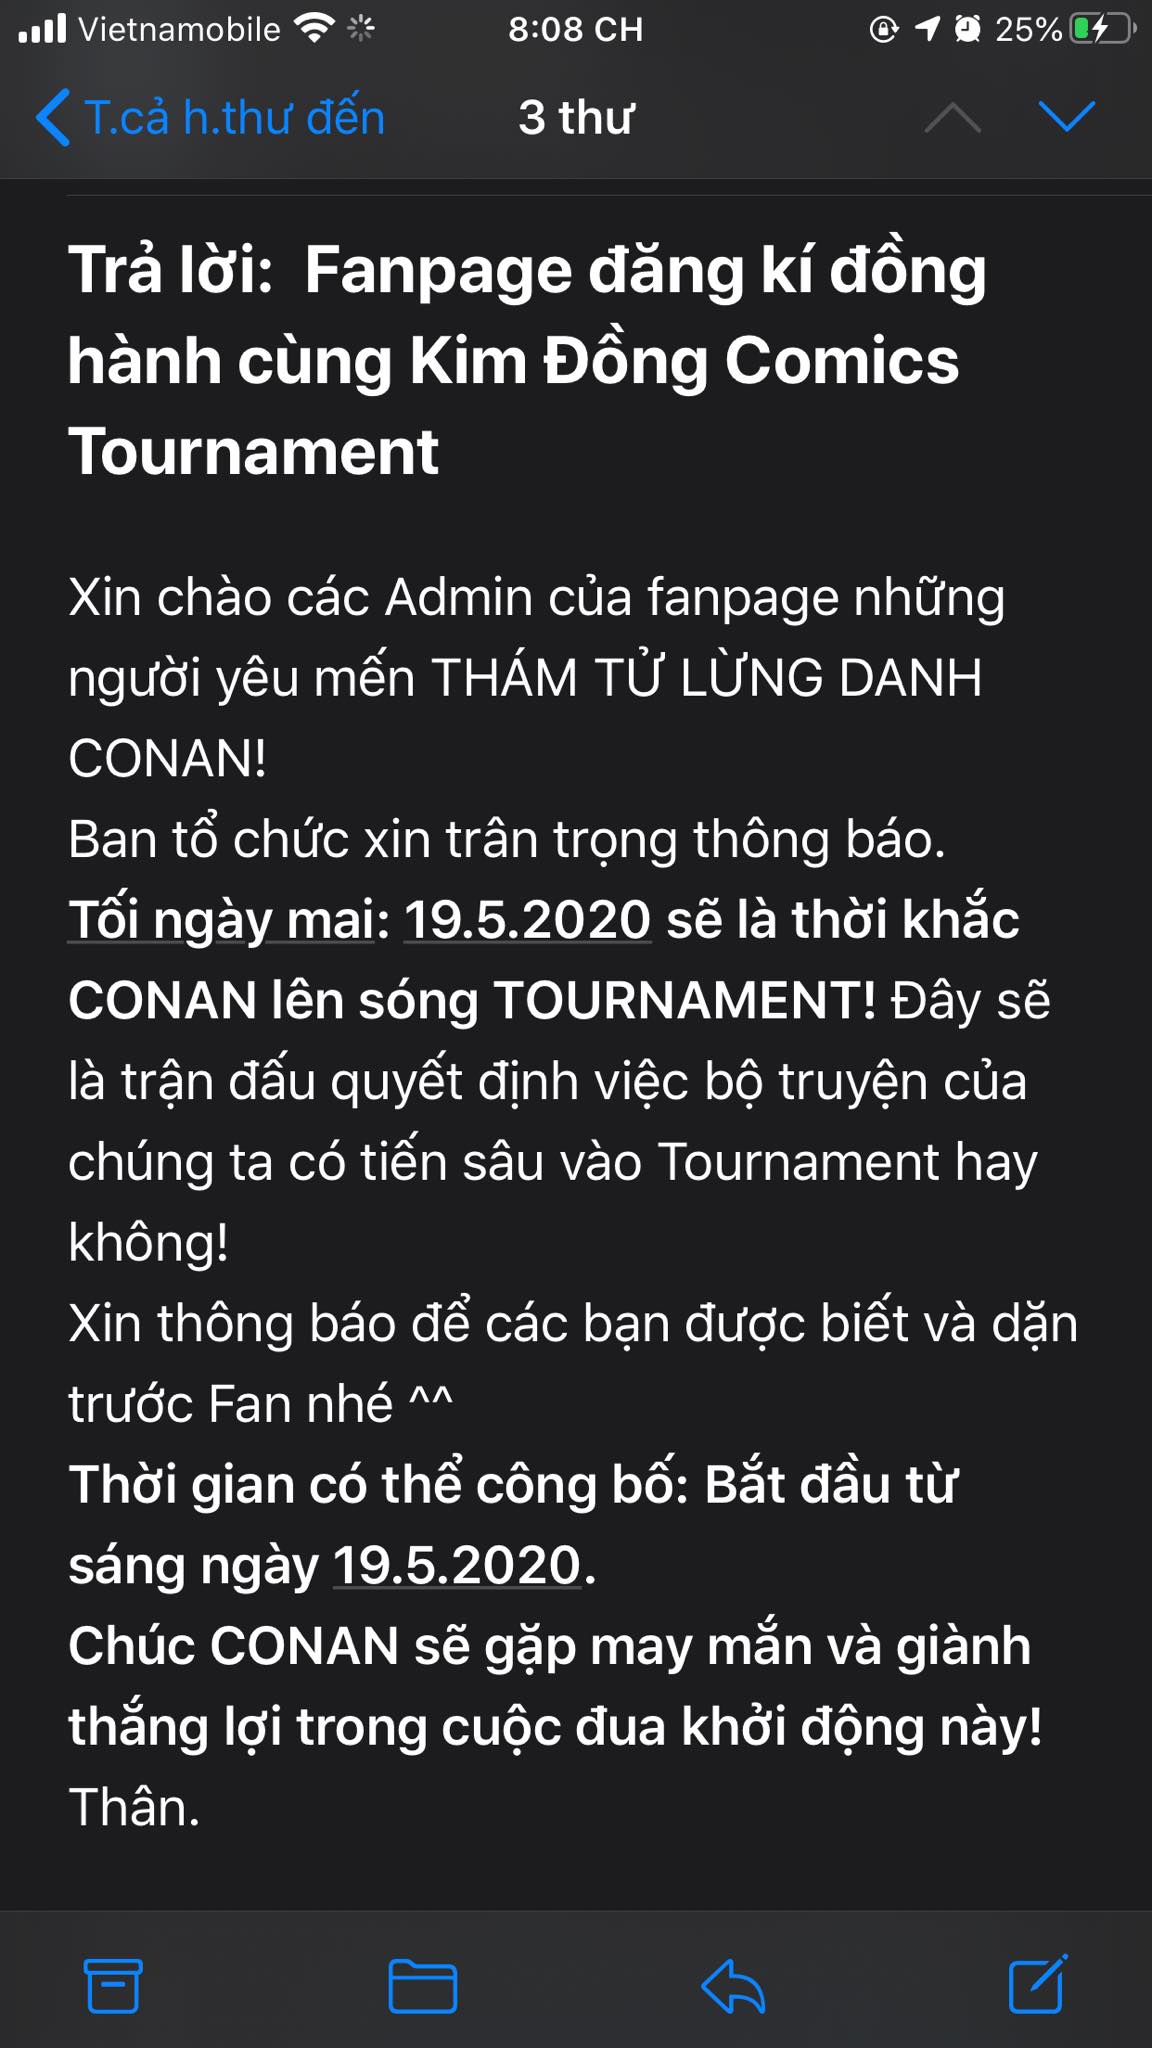 Vietnamobile 8:08 CH 25%
T.cả h.thư đến 3 thư
Trả lời:  Fanpage đăng kí đồng
hành cùng Kim Đồng Comics
Tournament
Xin chào các Admin của fanpage những
người yêu mến THÁM TỬ LỪNG DANH
CONAN!
Ban tổ chức xin trân trọng thông báo.
Tối ngày mai: 19.5.2020 sẽ là thời khắc
CONAN lên sóng TOURNAMENT! Đây sẽ
là trận đấu quyết định việc bộ truyện của
chúng ta có tiến sâu vào Tournament hay
không!
Xin thông báo để các bạn được biết và dặn
trước Fan nhé ^^
Thời gian có thể công bố: Bắt đầu từ
sáng ngày 19.5.2020.
Chúc CONAN sẽ gặp may mắn và giành
thắng lợi trong cuộc đua khởi động này!
Thân.